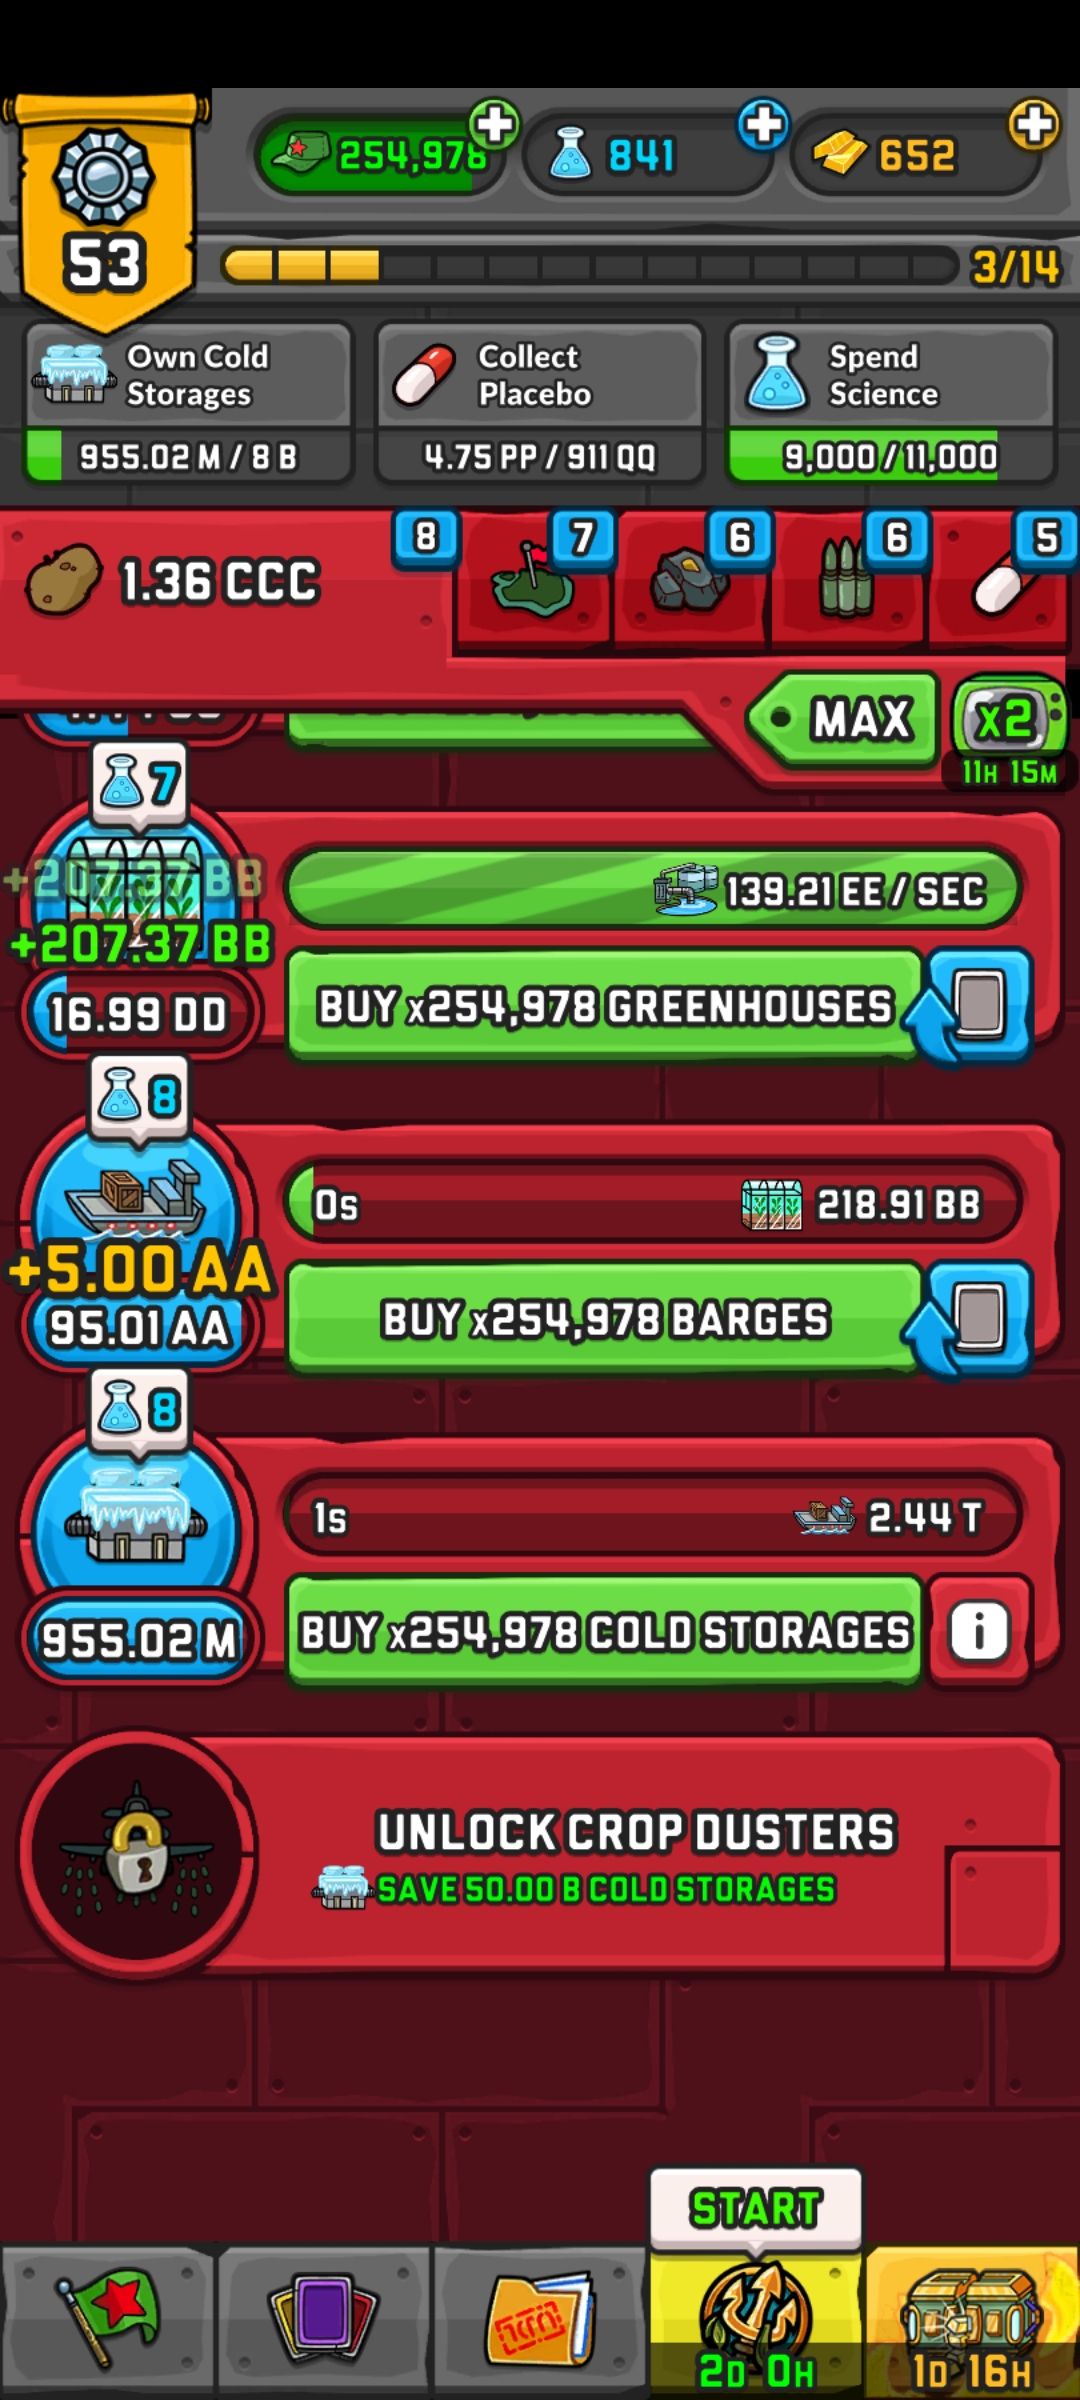 53
254,978
841
652
3/14
Own Cold
Storages
955.02 M / 8 B
Collect
Placebo
4.75 PP / 911 QQ
Spend
Science
9,000 / 11,000
1.36 CCC
8
7
6
6
5
MAX
x2
11H 15M
7
+207.37 BB
+207.37 BB
16.99 DD
139.21 EE / SEC
BUY x254,978 GREENHOUSES
8
+5.00 AA
95.01 AA
0s
218.91 BB
BUY x254,978 BARGES
8
955.02 M
1s
2.44 T
BUY x254,978 COLD STORAGES
i
UNLOCK CROP DUSTERS
SAVE 50.00 B COLD STORAGES
START
2D 0H
1D 16H